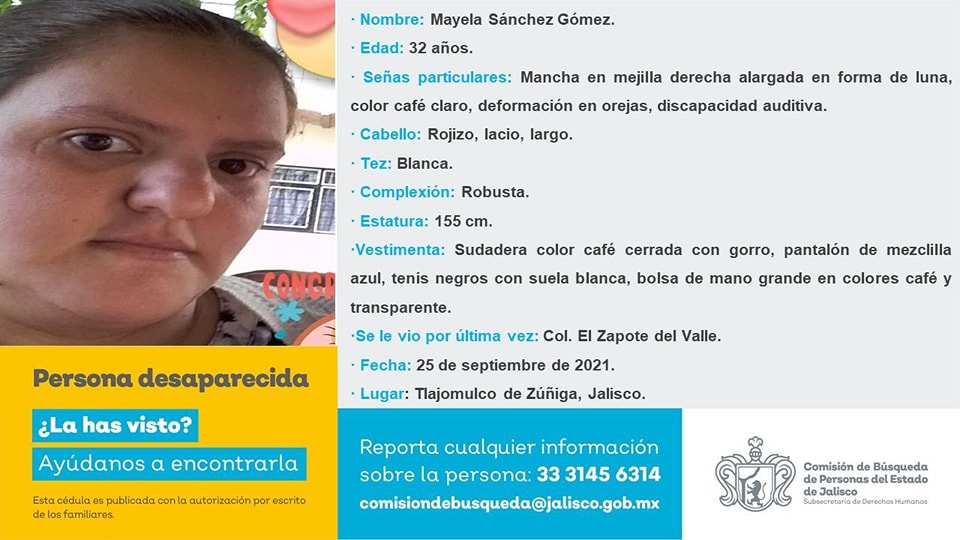 · Nombre: Mayela Sánchez Gómez.
· Edad: 32 años.
· Señas particulares: Mancha en mejilla derecha alargada en forma de luna,
color café claro, deformación en orejas, discapacidad auditiva.
· Cabello: Rojizo, lacio, largo.
· Tez: Blanca.
· Complexión: Robusta.
· Estatura: 155 cm.
·Vestimenta: Sudadera color café cerrada con gorro, pantalón de mezclilla
azul, tenis negros con suela blanca, bolsa de mano grande en colores café y
transparente.
·Se le vio por última vez: Col. El Zapote del Valle.
· Fecha: 25 de septiembre de 2021.
· Lugar: Tlajomulco de Zúñiga, Jalisco.
Persona desaparecida
¿La has visto?
Ayúdanos a encontrarla
Esta cédula es publicada con la autorización por escrito
de los familiares.
Reporta cualquier información
sobre la persona: 33 3145 6314
comisiondebusqueda@jalisco.gob.mx
Comisión de Búsqueda
de Personas del Estado
de Jalisco
Subsecretaría de Derechos Humanos